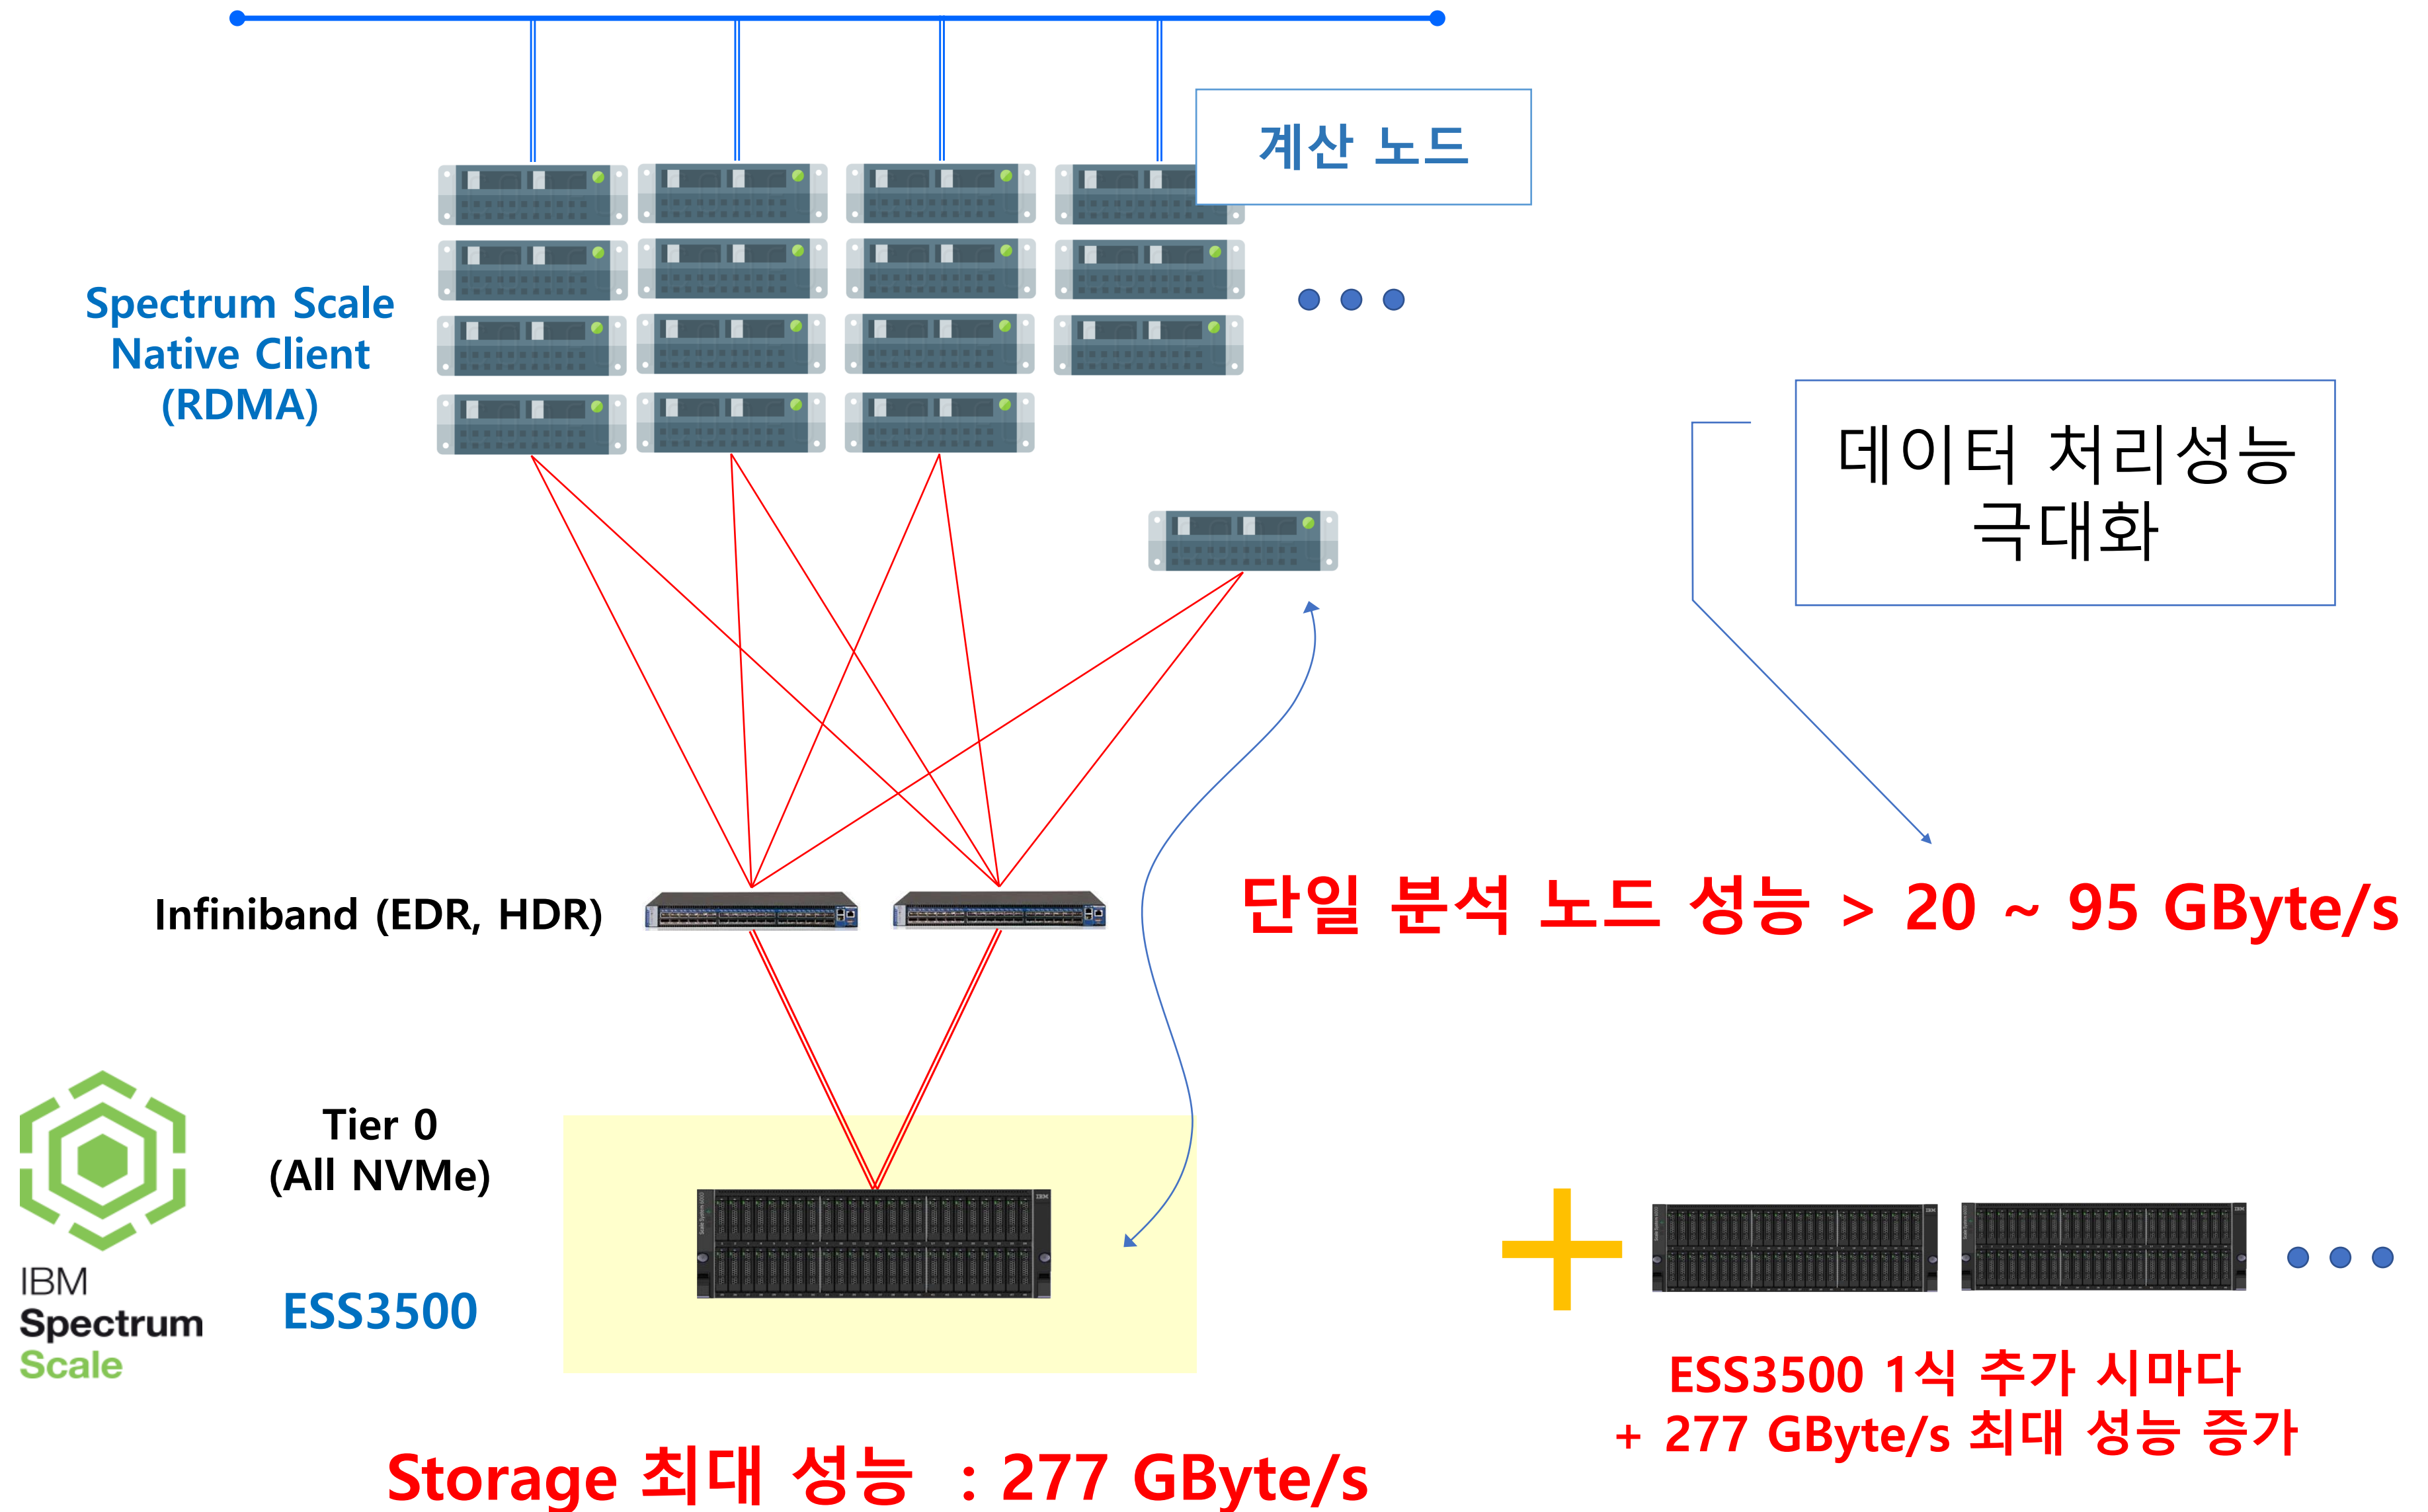 계산 노드
Spectrum Scale
Native Client
(RDMA)
데이터 처리성능
극대화
Infiniband (EDR, HDR)
단일 분석 노드 성능 > 20 ~ 95 GByte/s
Tier 0
(All NVMe)
ESS3500
IBM
Spectrum
Scale
IBM
IBM
IBM
ESS3500 1식 추가 시마다
+ 277 GByte/s 최대 성능 증가
Storage 최대 성능 : 277 GByte/s